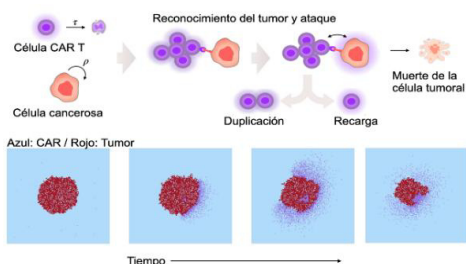 Reconocimiento del tumor y ataque
τ
Célula CAR T
ρ
Célula cancerosa
Muerte de la
célula tumoral
Duplicación
Recarga
Azul: CAR / Rojo: Tumor
Tiempo